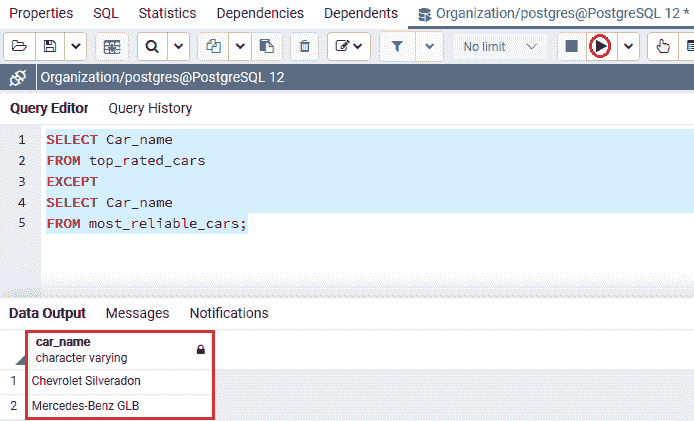 Properties SQL Statistics Dependencies Dependents Organization/postgres@PostgreSQL 12 *
No limit
Organization/postgres@PostgreSQL 12
Query Editor Query History
1 SELECT Car_name
2 FROM top_rated_cars
3 EXCEPT
4 SELECT Car_name
5 FROM most_reliable_cars;
Data Output Messages Notifications
car_name
character varying
1 Chevrolet Silveradon
2 Mercedes-Benz GLB